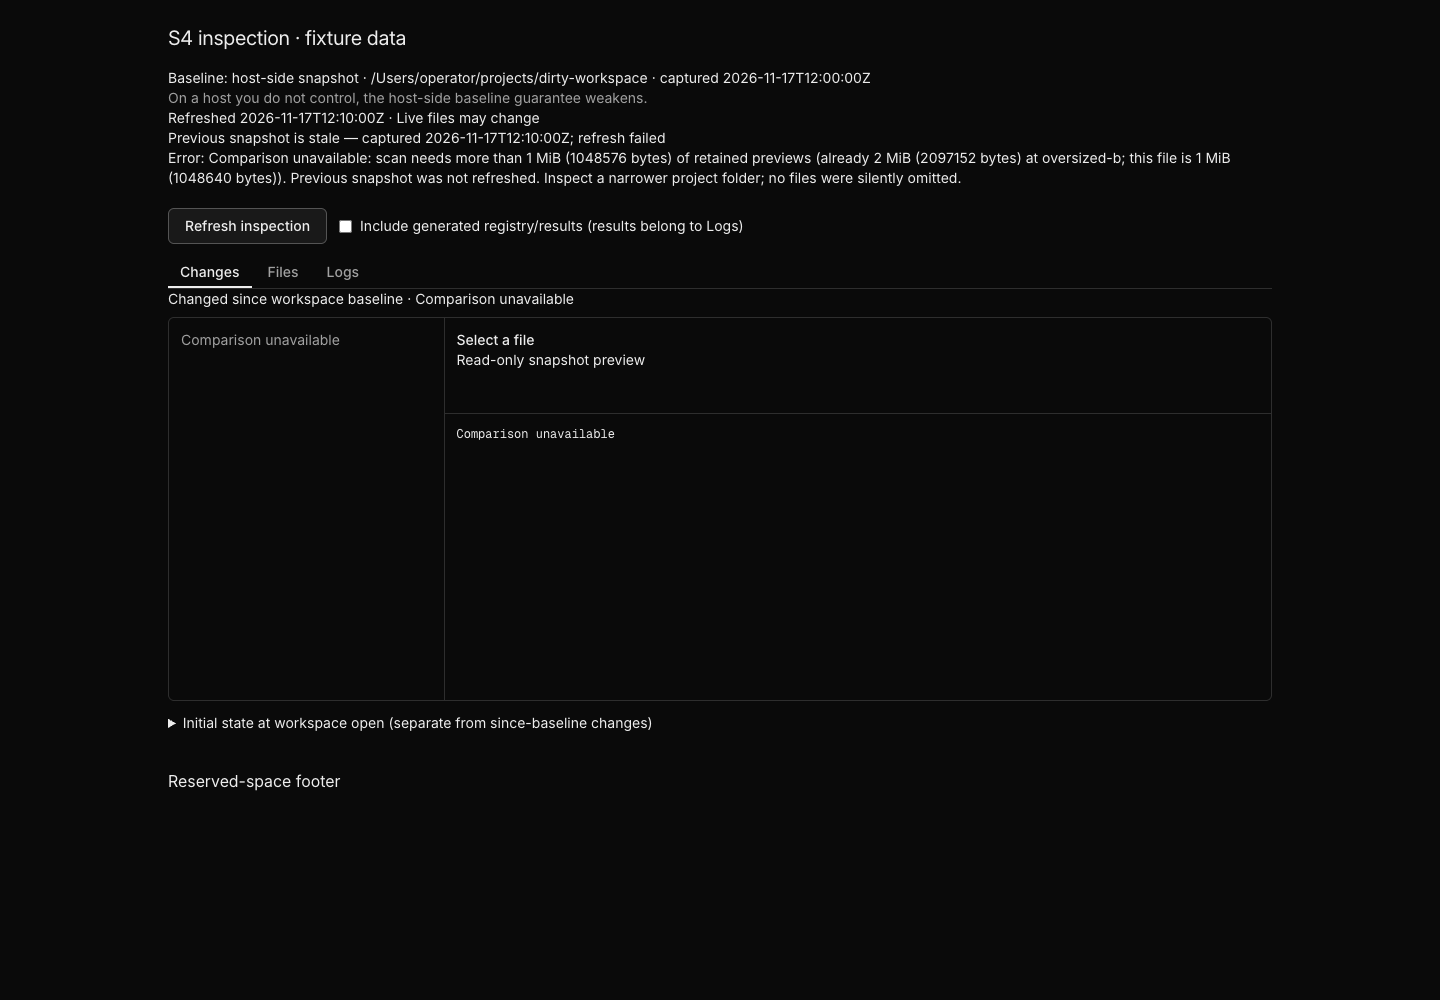 S4 inspection · fixture data
Baseline: host-side snapshot · /Users/operator/projects/dirty-workspace · captured 2026-11-17T12:00:00Z
On a host you do not control, the host-side baseline guarantee weakens.
Refreshed 2026-11-17T12:10:00Z · Live files may change
Previous snapshot is stale — captured 2026-11-17T12:10:00Z; refresh failed
Error: Comparison unavailable: scan needs more than 1 MiB (1048576 bytes) of retained previews (already 2 MiB (2097152 bytes) at oversized-b; this file is 1 MiB
(1048640 bytes)). Previous snapshot was not refreshed. Inspect a narrower project folder; no files were silently omitted.
Refresh inspection
Include generated registry/results (results belong to Logs)
Changes Files Logs
Changed since workspace baseline · Comparison unavailable
Comparison unavailable
Select a file
Read-only snapshot preview
Comparison unavailable
Initial state at workspace open (separate from since-baseline changes)
Reserved-space footer